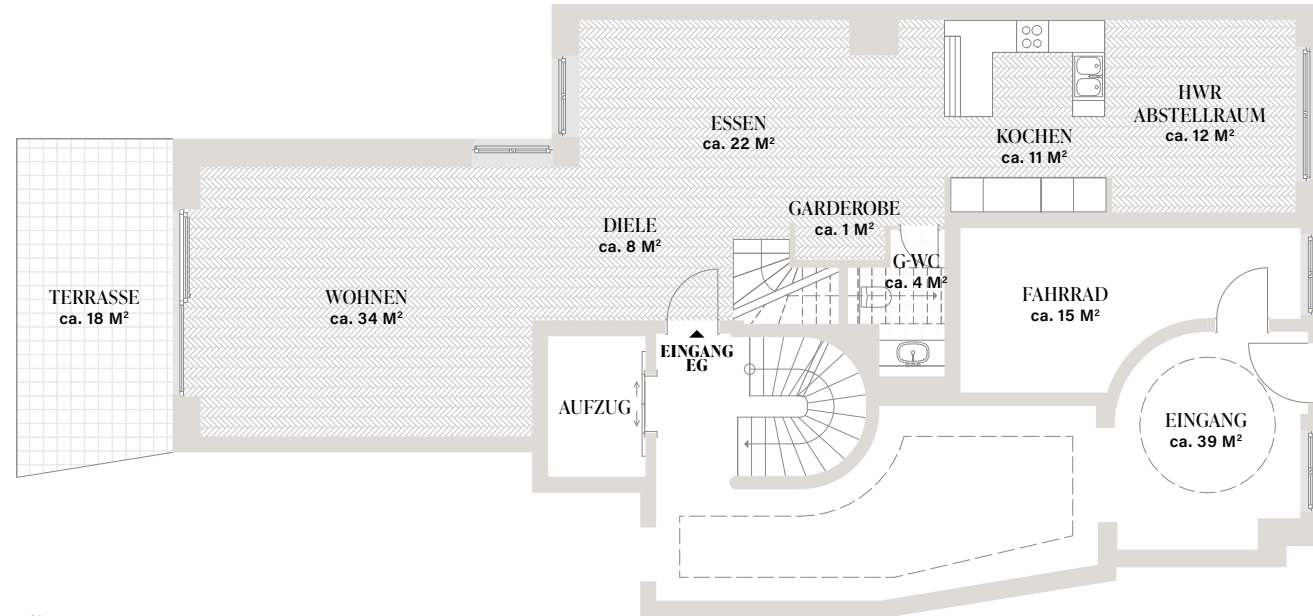 HWR
ABSTELLRAUM
ca. 12 M²
ESSEN
ca. 22 M²
KOCHEN
ca. 11 M²
GARDEROBE
ca. 1 M²
DIELE
ca. 8 M²
G-WC
ca. 4 M²
TERRASSE
ca. 18 M²
WOHNEN
ca. 34 M²
FAHRRAD
ca. 15 M²
EINGANG
EG
AUFZUG
EINGANG
ca. 39 M²